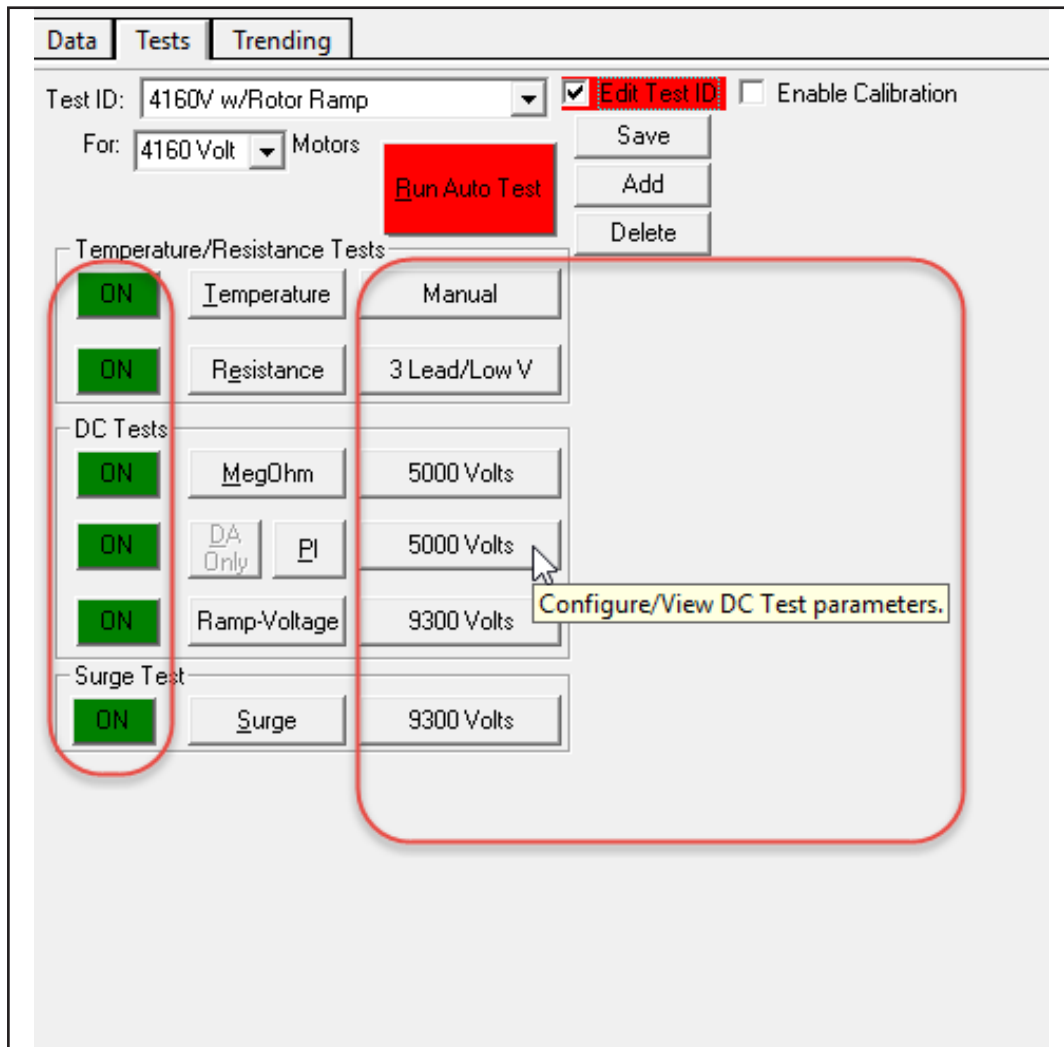 Data Tests Trending
Test ID: 4160V w/Rotor Ramp Edit Test ID Enable Calibration
For: 4160 Volt Motors Save
Run Auto Test Add
Delete
Temperature/Resistance Tests
ON Temperature Manual
ON Resistance 3 Lead/Low V
DC Tests
ON MegOhm 5000 Volts
ON DA Only PI 5000 Volts
Configure/View DC Test parameters.
ON Ramp-Voltage 9300 Volts
Surge Test
ON Surge 9300 Volts